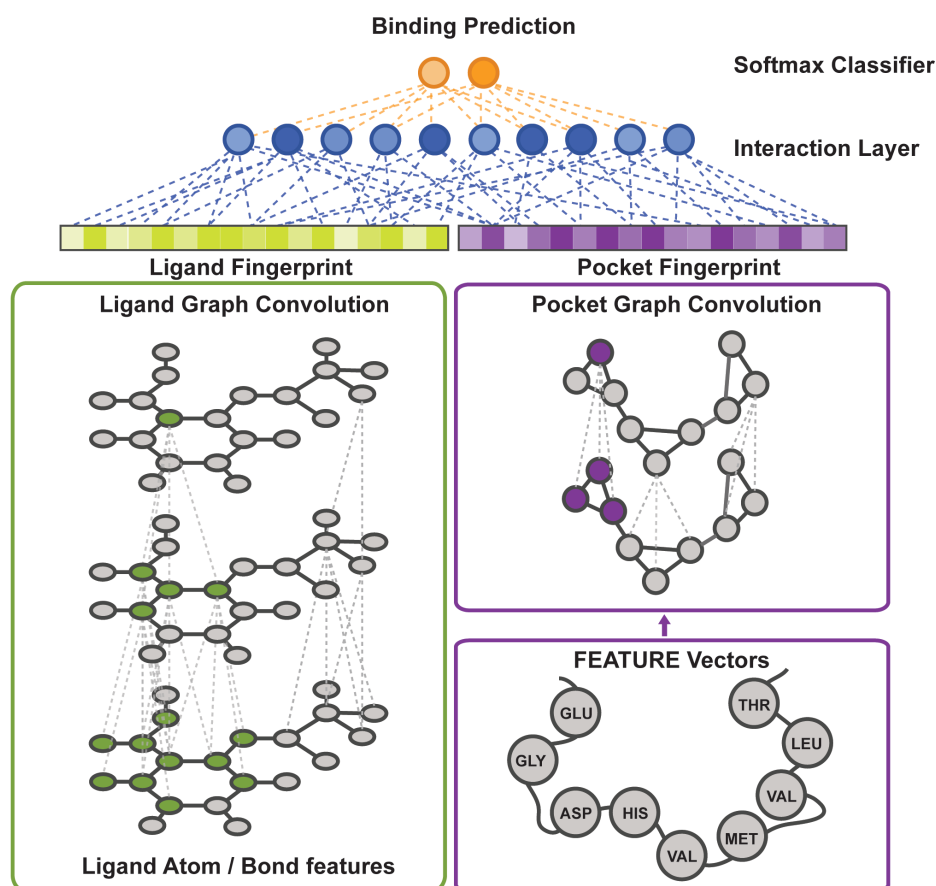 Binding Prediction
Softmax Classifier
Interaction Layer
Ligand Fingerprint
Pocket Fingerprint
Ligand Graph Convolution
Pocket Graph Convolution
FEATURE Vectors
GLU
THR
GLY
LEU
ASP
HIS
VAL
VAL
MET
Ligand Atom / Bond features